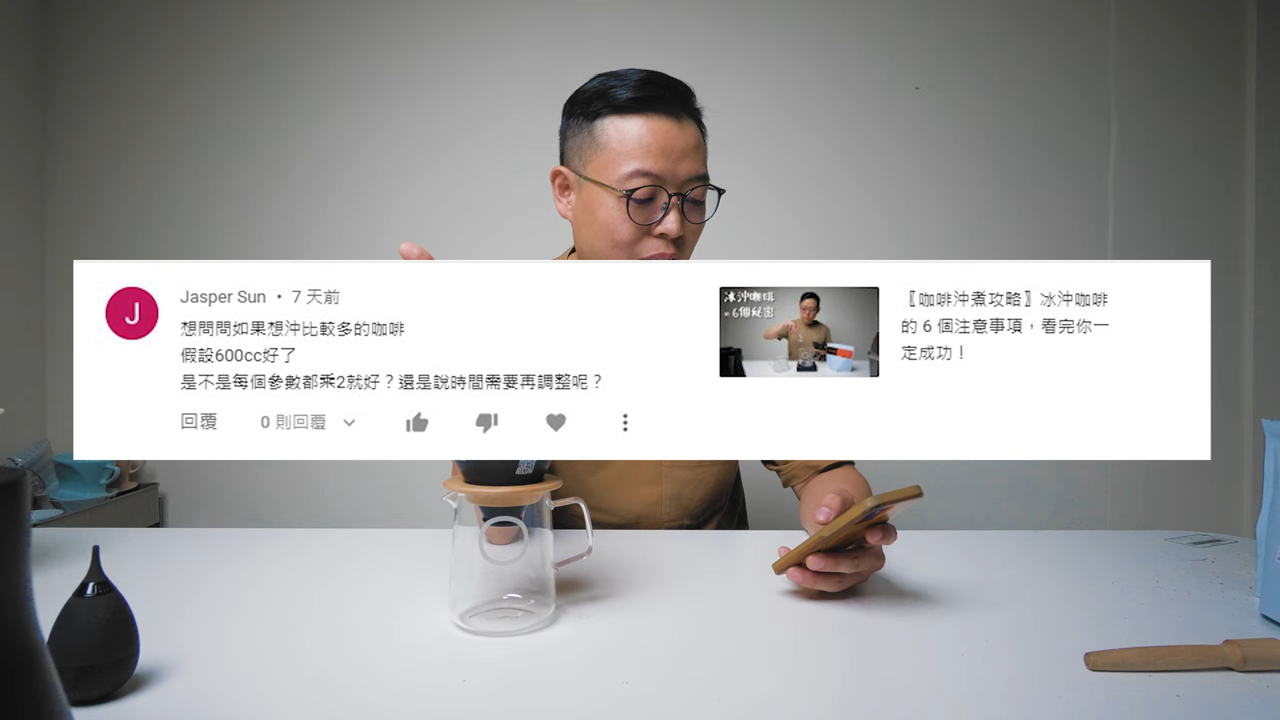 Jasper Sun • 7 天前
想問問如果想沖比較多的咖啡
假設600cc好了
是不是每個參數都乘2就好？還是說時間需要再調整呢？
回覆 0 則回覆
冰沖咖啡
的6個秘密
〖咖啡沖煮攻略〗冰沖咖啡
的 6 個注意事項，看完你一
定成功！
J